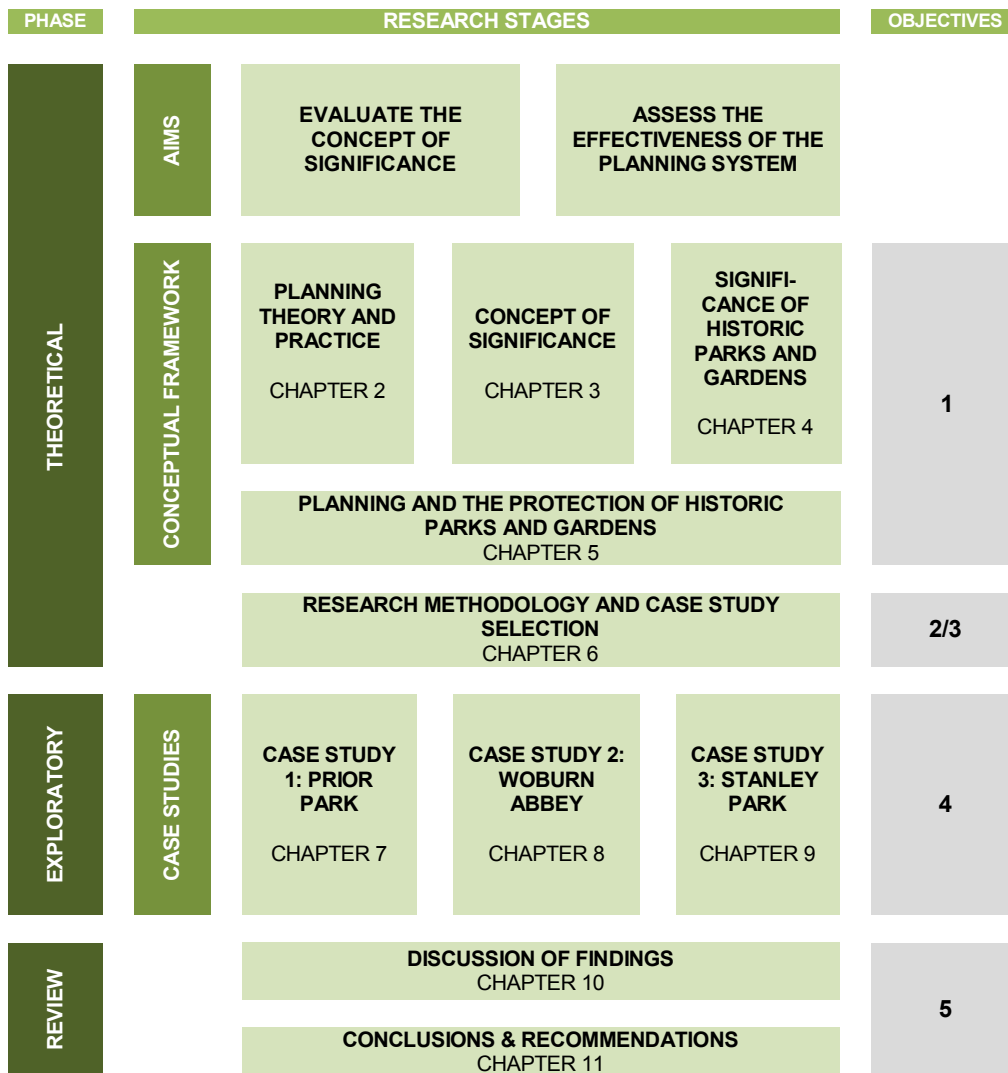 PHASE
RESEARCH STAGES
OBJECTIVES
THEORETICAL
AIMS
EVALUATE THE
CONCEPT OF
SIGNIFICANCE
ASSESS THE
EFFECTIVENESS OF THE
PLANNING SYSTEM
CONCEPTUAL FRAMEWORK
PLANNING
THEORY AND
PRACTICE
CHAPTER 2
CONCEPT OF
SIGNIFICANCE
CHAPTER 3
SIGNIFI-
CANCE OF
HISTORIC
PARKS AND
GARDENS
CHAPTER 4
1
PLANNING AND THE PROTECTION OF HISTORIC
PARKS AND GARDENS
CHAPTER 5
RESEARCH METHODOLOGY AND CASE STUDY
SELECTION
CHAPTER 6
2/3
EXPLORATORY
CASE STUDIES
CASE STUDY
1: PRIOR
PARK
CHAPTER 7
CASE STUDY 2:
WOBURN
ABBEY
CHAPTER 8
CASE STUDY
3: STANLEY
PARK
CHAPTER 9
4
REVIEW
DISCUSSION OF FINDINGS
CHAPTER 10
CONCLUSIONS & RECOMMENDATIONS
CHAPTER 11
5